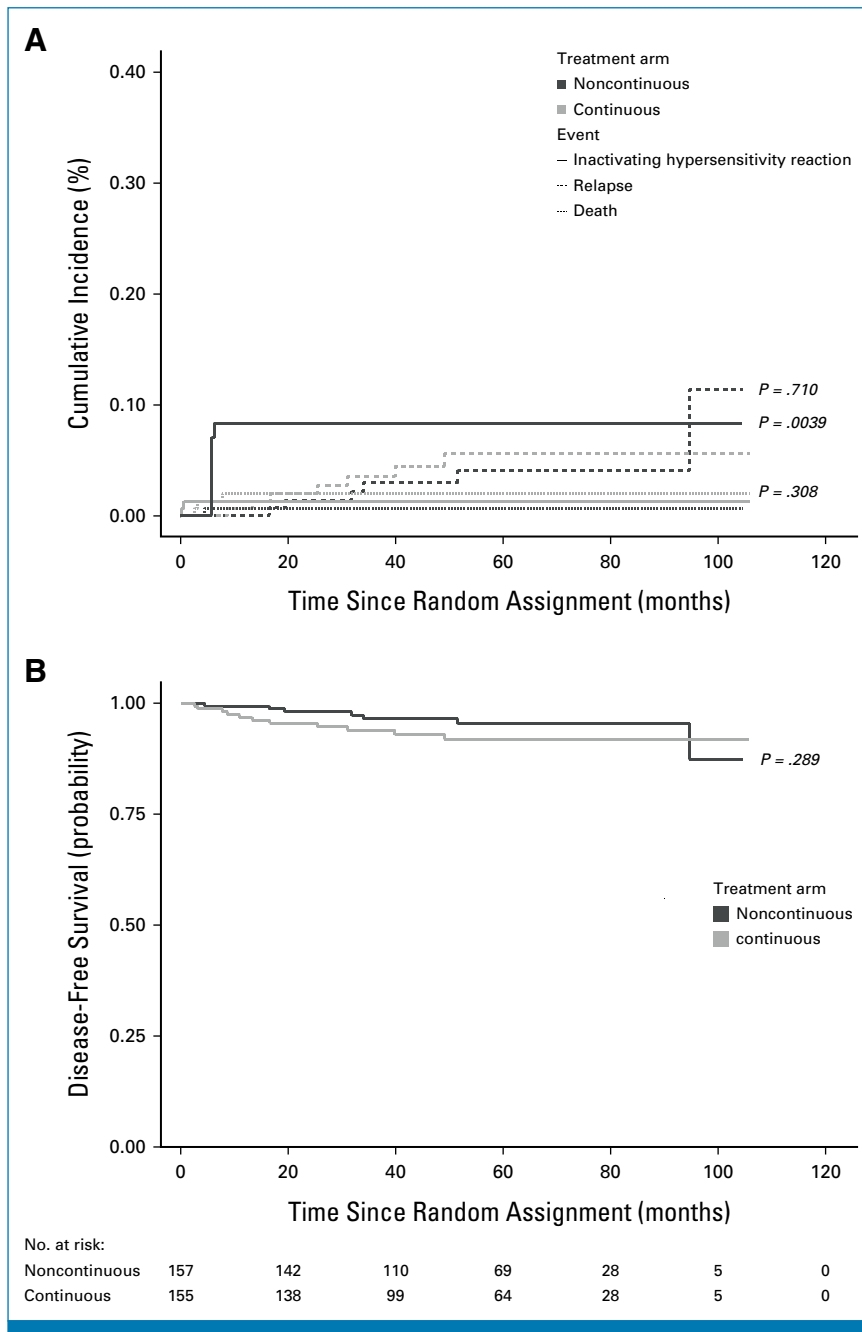 A
0.40
0.30
0.20
0.10
0.00
Cumulative Incidence (%)
Treatment arm
Noncontinuous
Continuous
Event
Inactivating hypersensitivity reaction
Relapse
Death
P = .710
P = .0039
P = .308
0 20 40 60 80 100 120
Time Since Random Assignment (months)
B
1.00
0.75
0.50
0.25
0.00
Disease-Free Survival (probability)
P = .289
Treatment arm
Noncontinuous
continuous
0 20 40 60 80 100 120
Time Since Random Assignment (months)
No. at risk:
Noncontinuous 157 142 110 69 28 5 0
Continuous 155 138 99 64 28 5 0